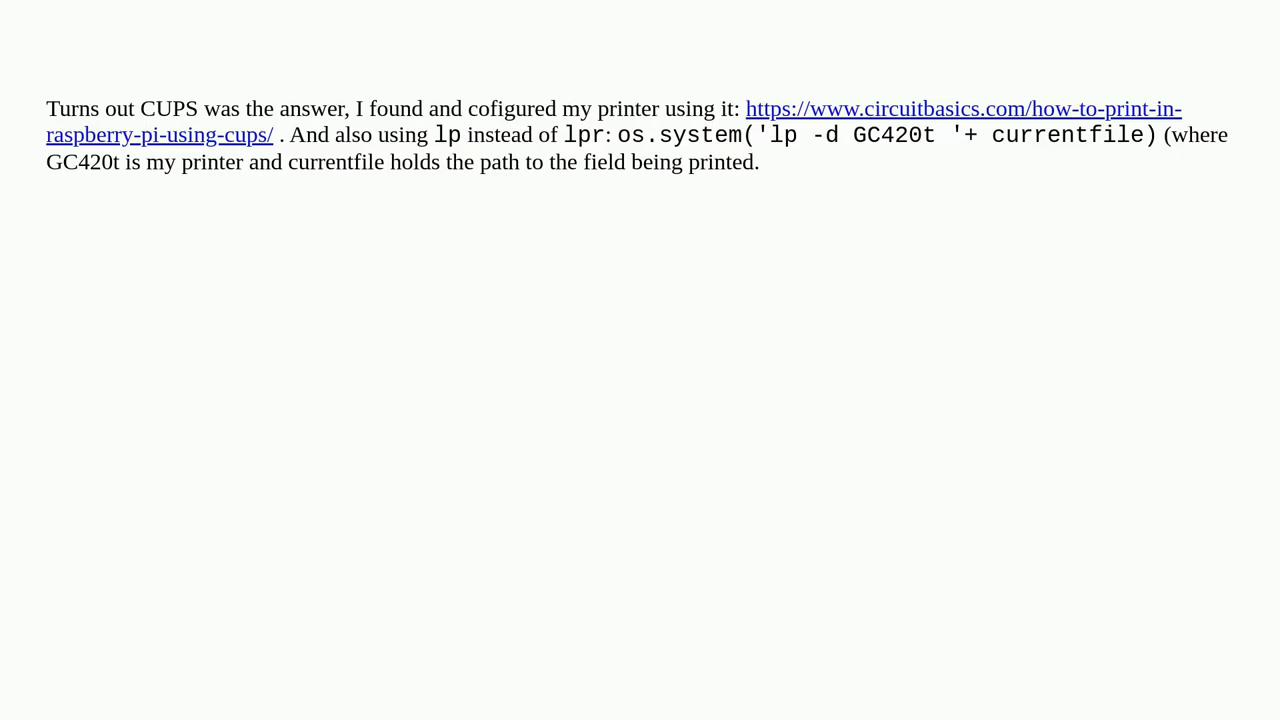 Turns out CUPS was the answer, I found and cofigured my printer using it: https://www.circuitbasics.com/how-to-print-in-
raspberry-pi-using-cups/ . And also using lp instead of lpr: os.system('lp -d GC420t '+ currentfile) (where
GC420t is my printer and currentfile holds the path to the field being printed.